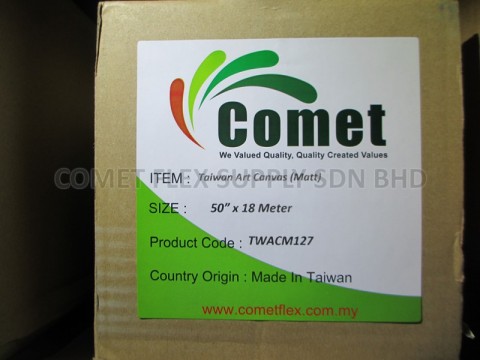 Comet
We Valued Quality, Quality Created Values
ITEM : Taiwan Art Canvas (Matt)
COMET FLEX SUPPLY SDN BHD
SIZE : 50" x 18 Meter
Product Code : TWACM127
Country Origin : Made In Taiwan
www.cometflex.com.my